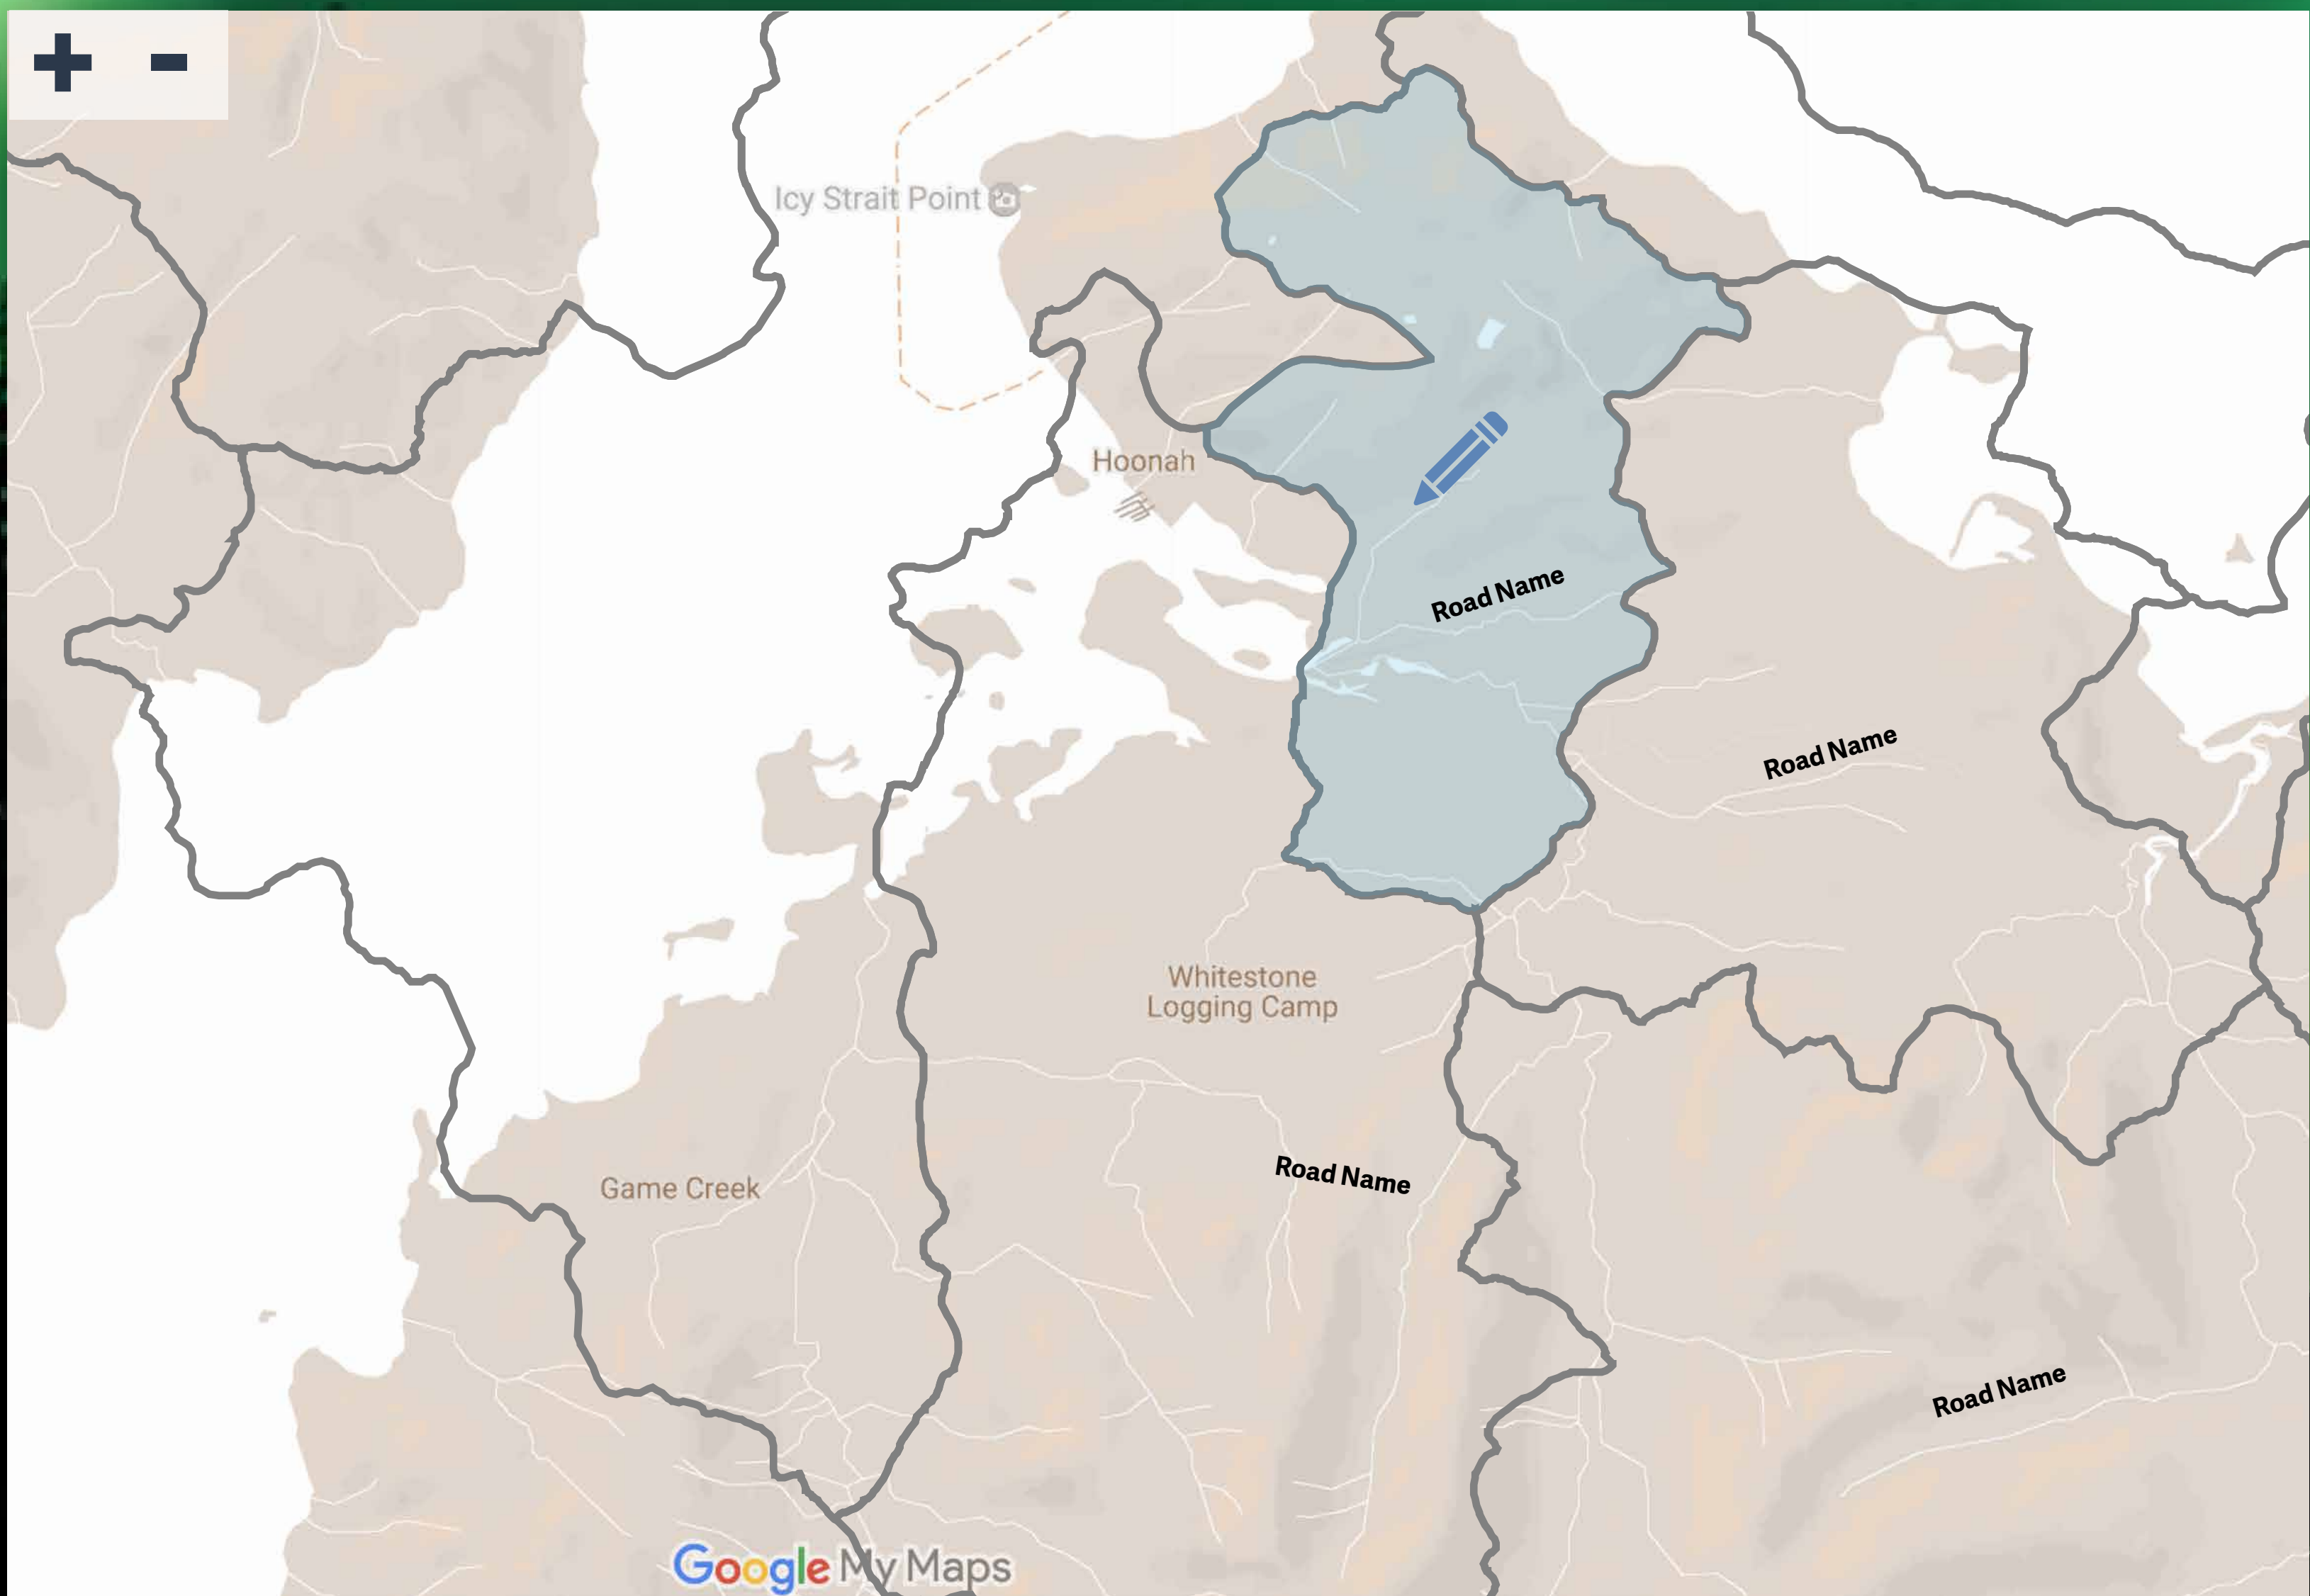 + -
Icy Strait Point
Hoonah
Road Name
Road Name
Whitestone
Logging Camp
Road Name
Game Creek
Road Name
Google My Maps